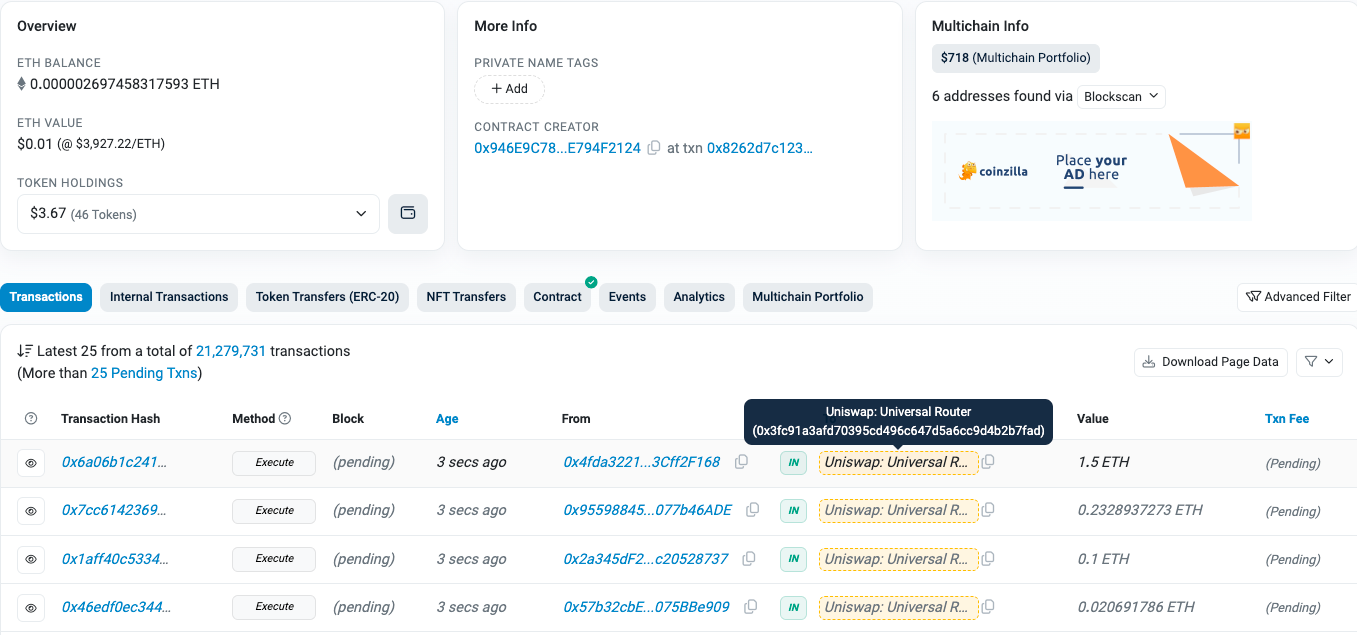 Overview
ETH BALANCE
0.000002697458317593 ETH
ETH VALUE
$0.01 (@ $3,927.22/ETH)
TOKEN HOLDINGS
$3.67 (46 Tokens)
More Info
PRIVATE NAME TAGS
+ Add
CONTRACT CREATOR
0x946E9C78...E794F2124 at txn 0x8262d7c123...
Multichain Info
$718 (Multichain Portfolio)
6 addresses found via Blockscan
coinzilla
Place your
AD here
Transactions Internal Transactions Token Transfers (ERC-20) NFT Transfers Contract Events Analytics Multichain Portfolio Advanced Filter
Latest 25 from a total of 21,279,731 transactions
(More than 25 Pending Txns)
Download Page Data
Uniswap: Universal Router
(0x3fc91a3afd70395cd496c647d5a6cc9d4b2b7fad)
Transaction Hash Method Block Age From Value Txn Fee
0x6a06b1c241... Execute (pending) 3 secs ago 0x4fda3221...3Cff2F168 IN Uniswap: Universal R... 1.5 ETH (Pending)
0x7cc6142369... Execute (pending) 3 secs ago 0x95598845...077b46ADE IN Uniswap: Universal R... 0.2328937273 ETH (Pending)
0x1aff40c5334... Execute (pending) 3 secs ago 0x2a345dF2...c20528737 IN Uniswap: Universal R... 0.1 ETH (Pending)
0x46edf0ec344... Execute (pending) 3 secs ago 0x57b32cbE...075BBe909 IN Uniswap: Universal R... 0.020691786 ETH (Pending)